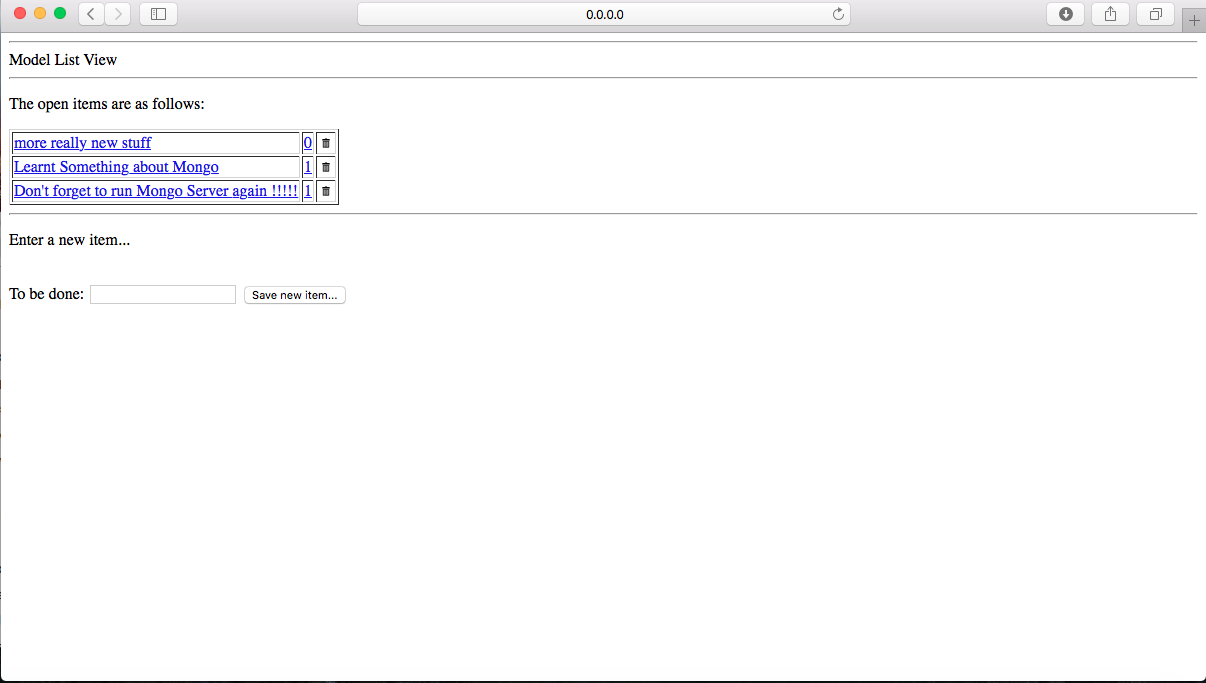 0.0.0.0
Model List View
The open items are as follows:
more really new stuff 0
Learnt Something about Mongo 1
Don't forget to run Mongo Server again !!!!! 1
Enter a new item...
To be done: Save new item...